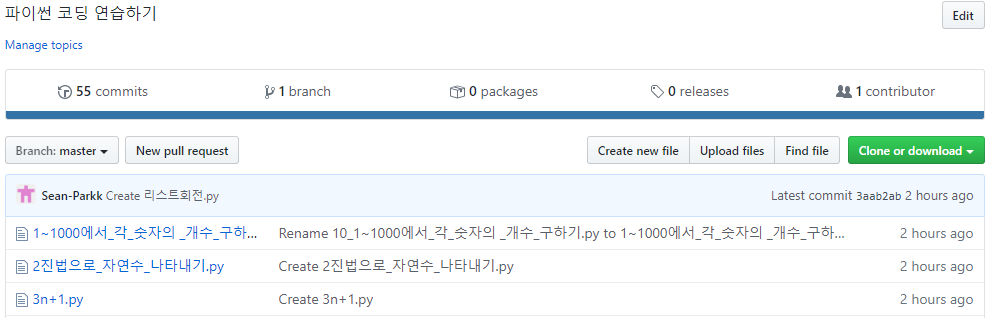 파이썬 코딩 연습하기
Edit
Manage topics
55 commits
1 branch
0 packages
0 releases
1 contributor
Branch: master
New pull request
Create new file
Upload files
Find file
Clone or download
Sean-Parkk Create 리스트회전.py
Latest commit 3aab2ab 2 hours ago
1~1000에서_각_숫자의 _개수_구하기...
Rename 10_1~1000에서_각_숫자의 _개수_구하기.py to 1~1000에서_각_숫자의 _개수_구하...
2 hours ago
2진법으로_자연수_나타내기.py
Create 2진법으로_자연수_나타내기.py
2 hours ago
3n+1.py
Create 3n+1.py
2 hours ago